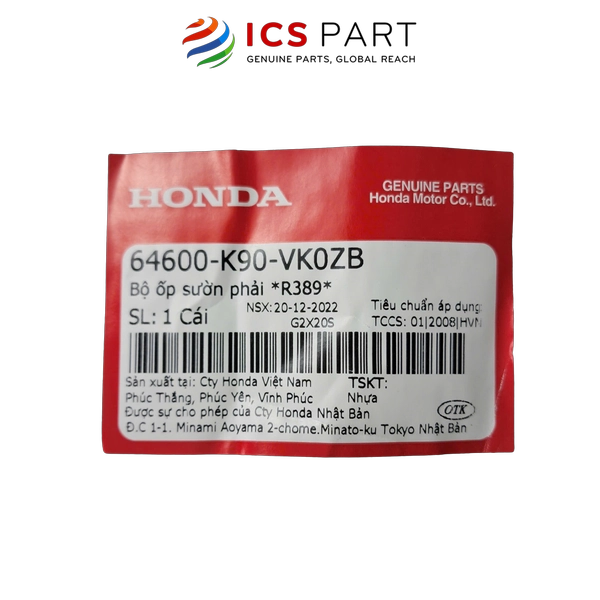 ICS PART
GENUINE PARTS, GLOBAL REACH
HONDA
GENUINE PARTS
Honda Motor Co., Ltd.
64600-K90-VK0ZB
Bộ ốp sườn phải *R389*
SL: 1 Cái
NSX: 20-12-2022
G2X20S
Tiêu chuẩn áp dụng:
TCCS: 01|2008|HVN
Sản xuất tại: Cty Honda Việt Nam
Phúc Thắng, Phúc Yên, Vĩnh Phúc
TSKT:
Nhựa
Được sự cho phép của Cty Honda Nhật Bản
Đ.C 1-1. Minami Aoyama 2-chome.Minato-ku Tokyo Nhật Bản
OTK